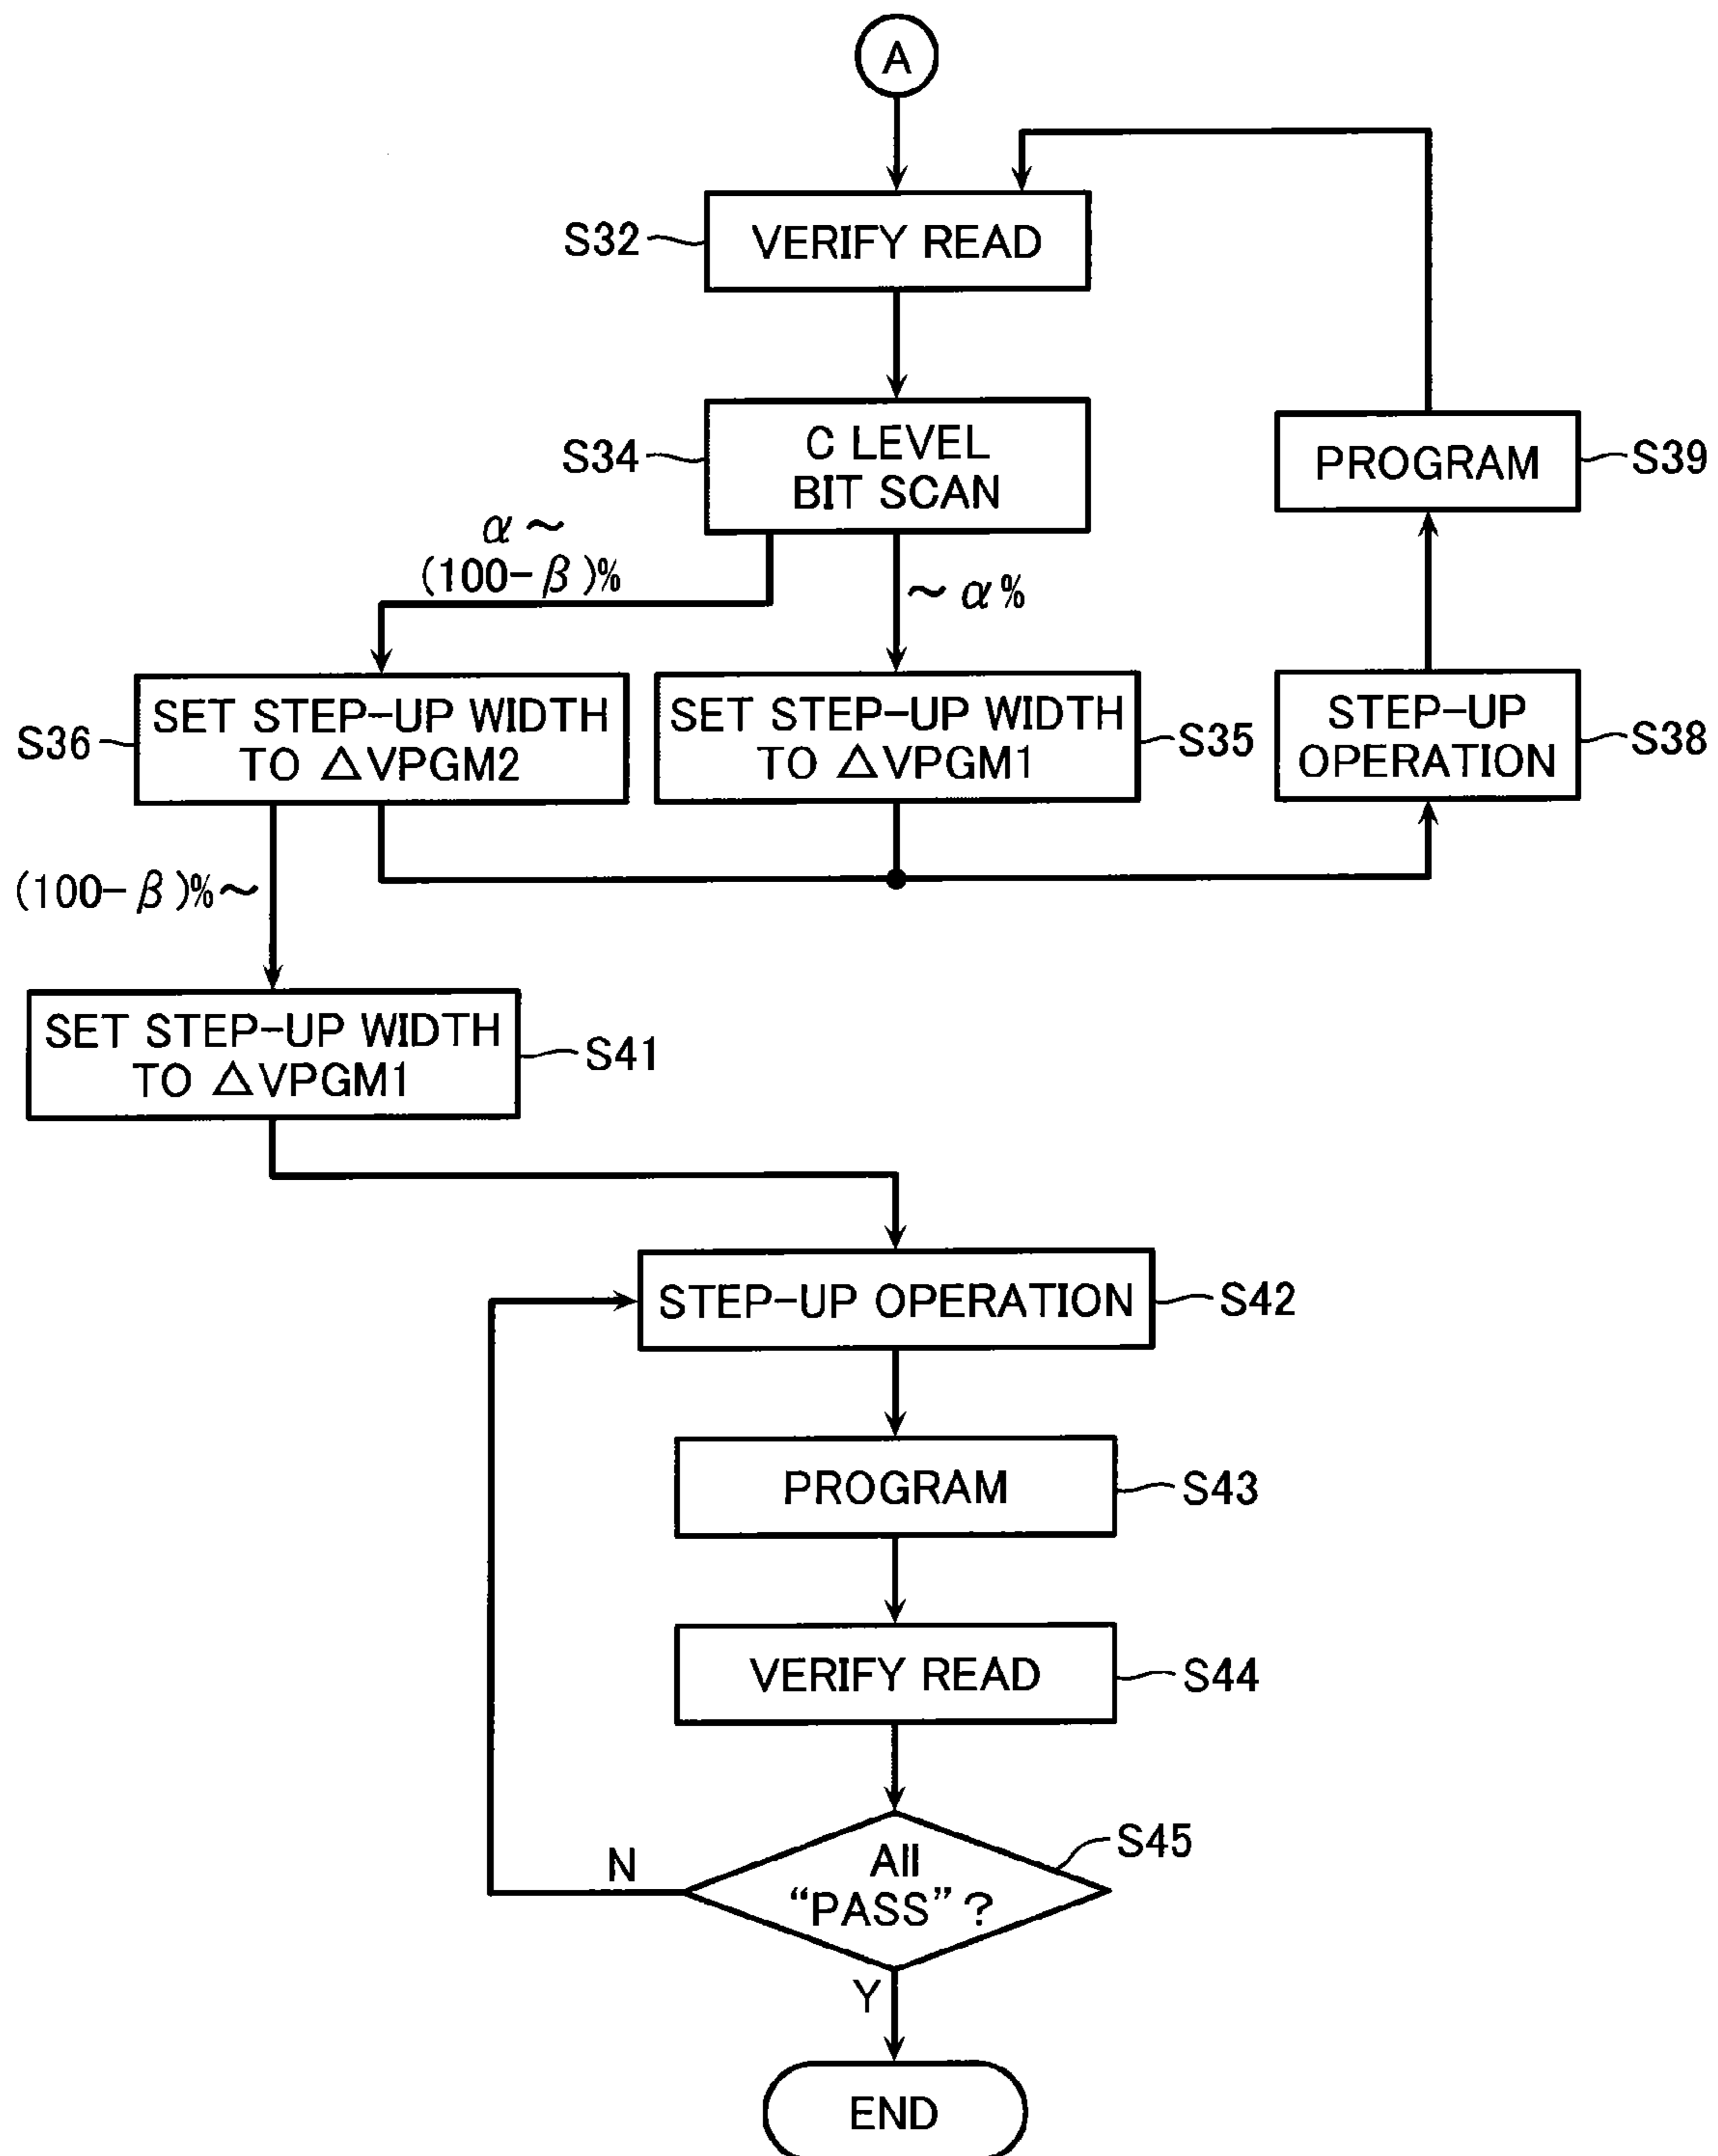 A
S32
VERIFY READ
S34
C LEVEL
BIT SCAN
PROGRAM
S39
α～
(100-β)%
～α%
S36
SET STEP-UP WIDTH
TO △VPGM2
SET STEP-UP WIDTH
TO △VPGM1
S35
STEP-UP
OPERATION
S38
(100-β)%～
SET STEP-UP WIDTH
TO △VPGM1
S41
STEP-UP OPERATION
S42
PROGRAM
S43
VERIFY READ
S44
All
“PASS”?
S45
N
Y
END